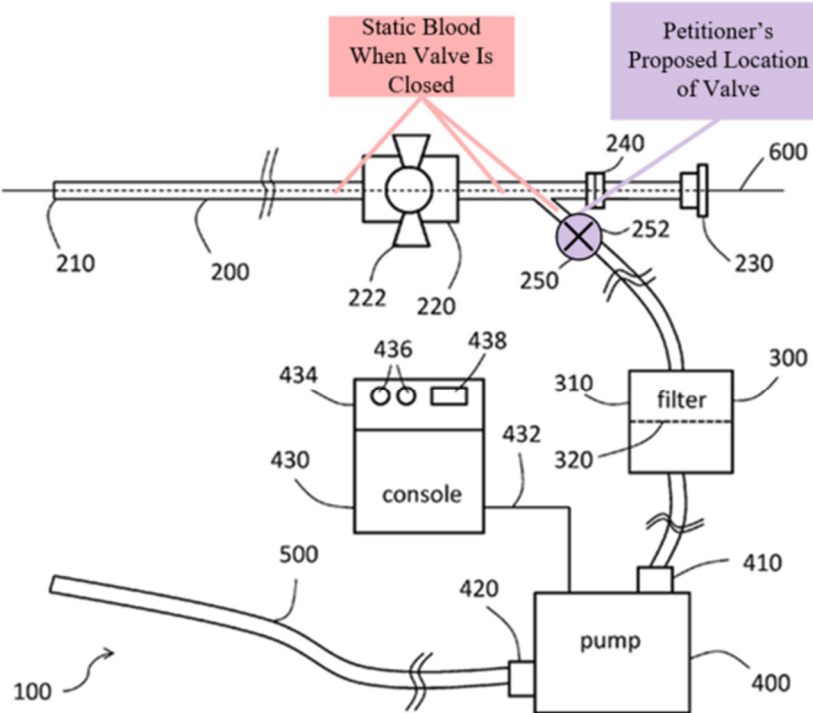 Static Blood
When Valve Is
Closed
Petitioner's
Proposed Location
of Valve
240
600
210
200
222
220
250
252
230
434
436
438
310
filter
300
320
432
430
console
500
420
410
pump
400
100